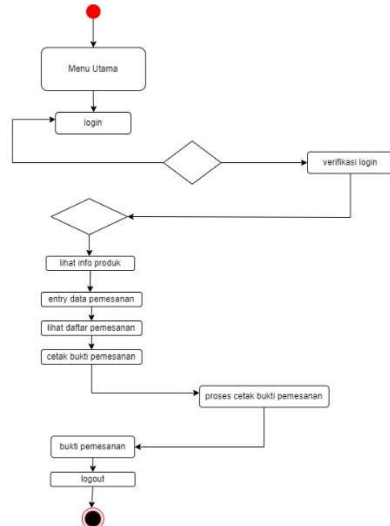 Menu Utama
login
verifikasi login
lihat info produk
entry data pemesanan
lihat daftar pemesanan
cetak bukti pemesanan
proses cetak bukti pemesanan
bukti pemesanan
logout